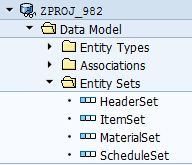 ZPROJ_982
Data Model
Entity Types
Associations
Entity Sets
HeaderSet
ItemSet
MaterialSet
ScheduleSet